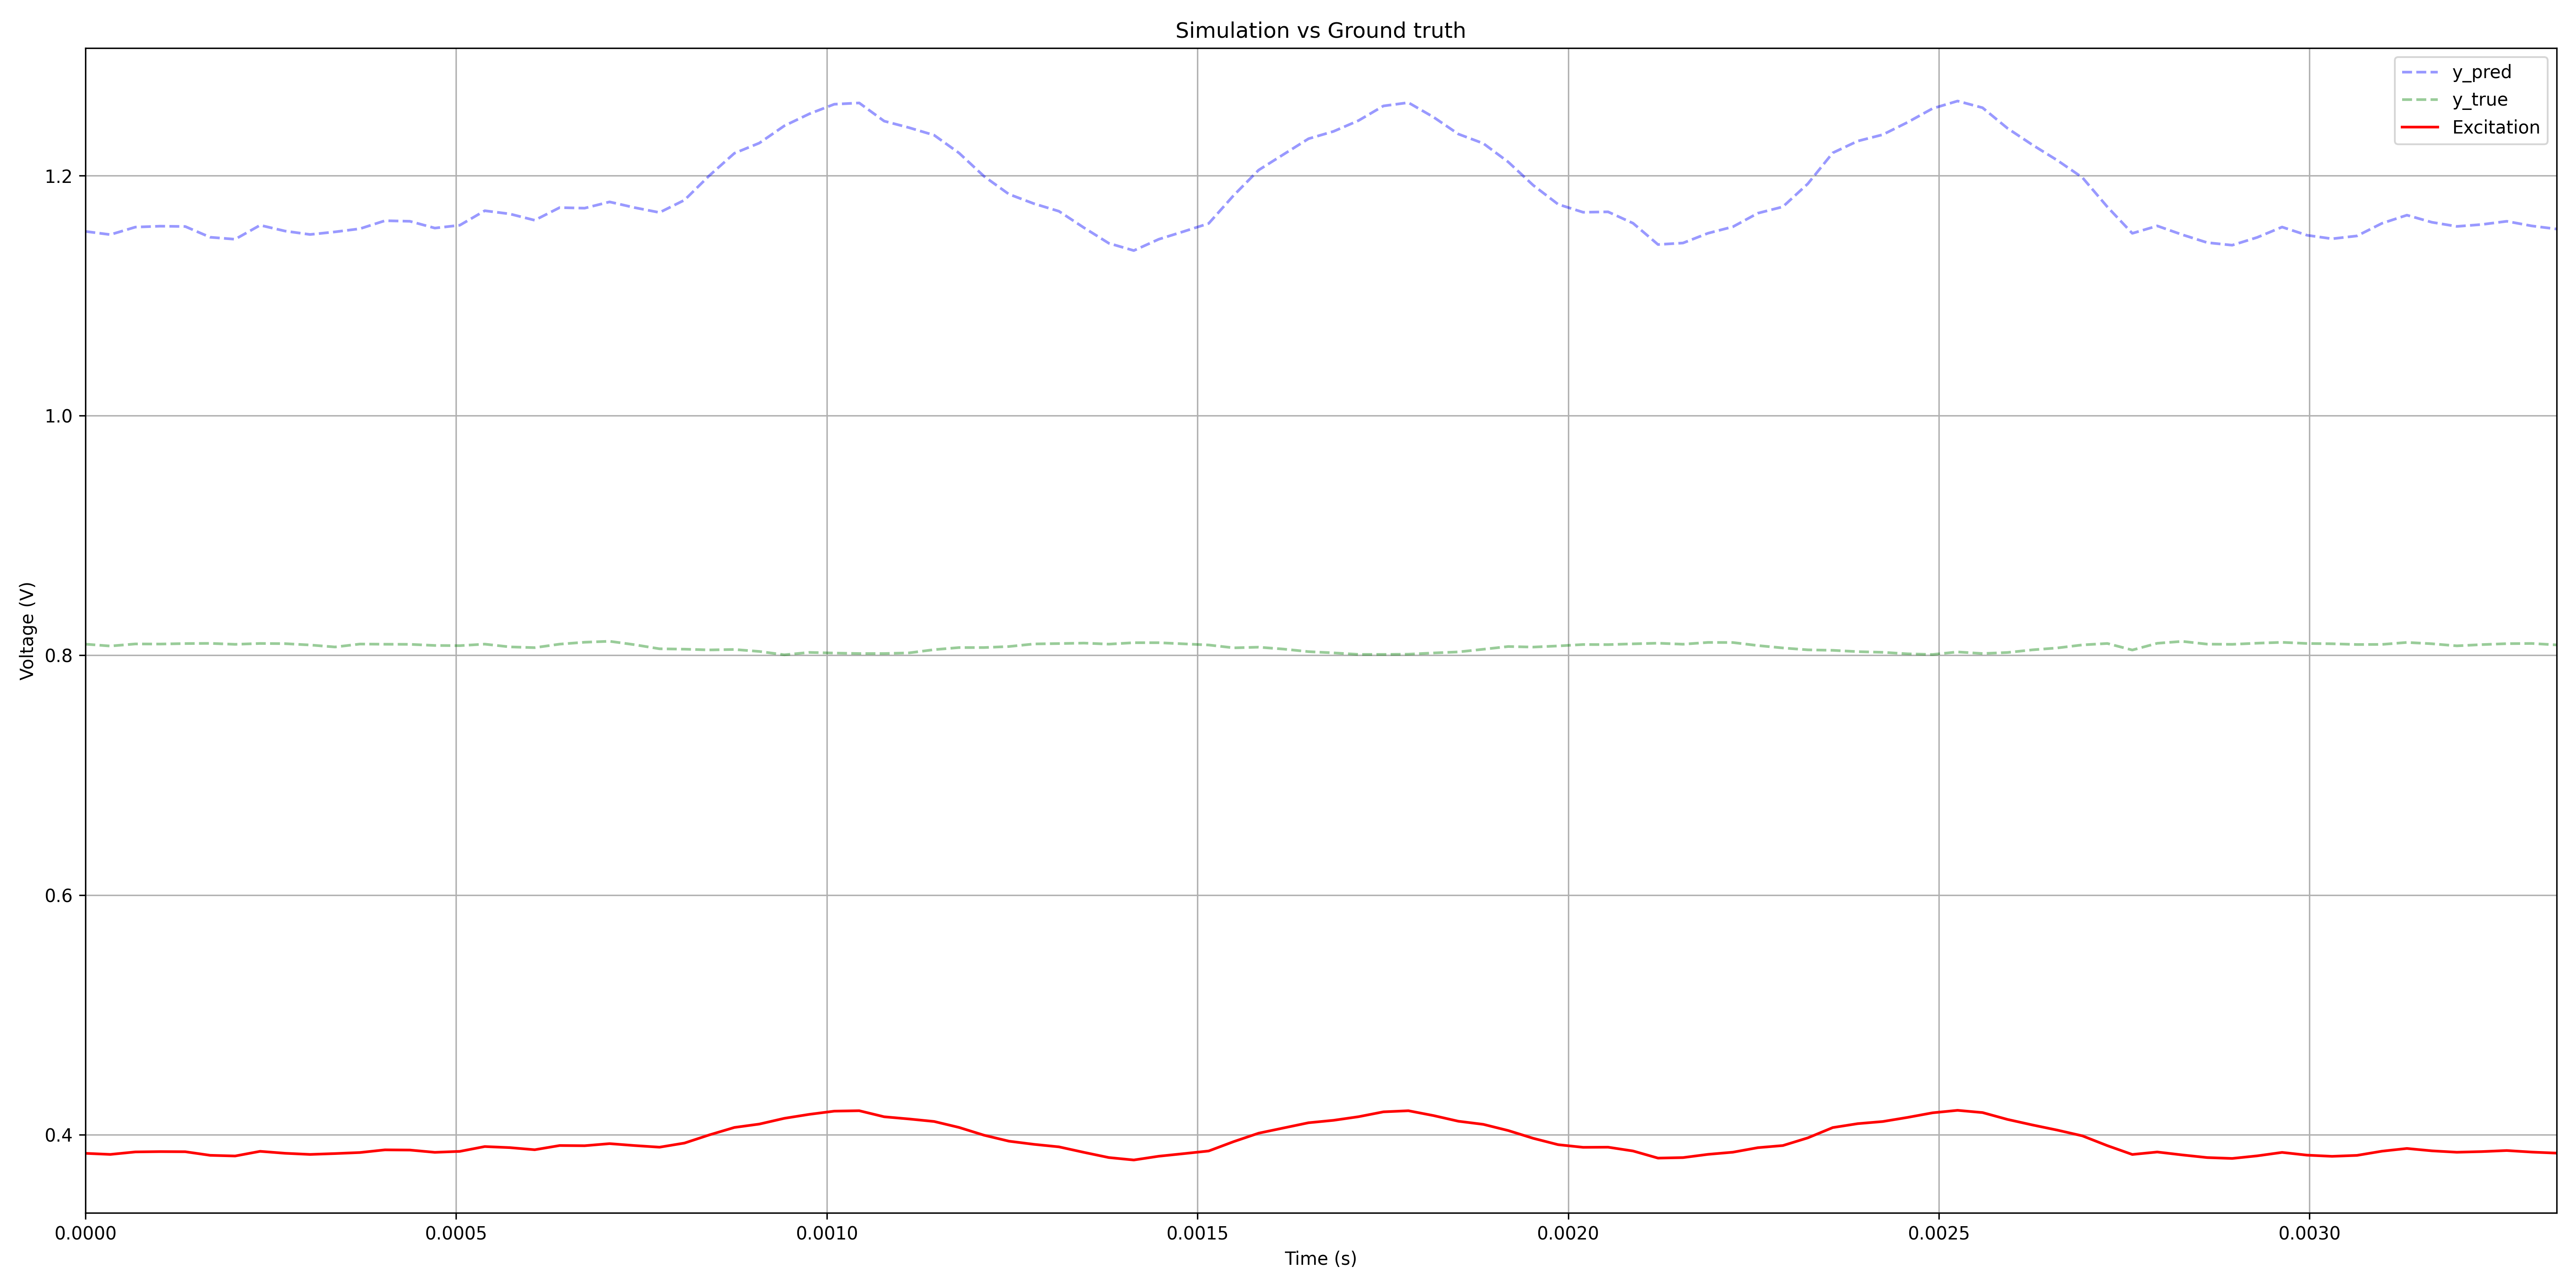 Simulation vs Ground truth
y_pred
y_true
Excitation
Voltage (V)
1.2
1.0
0.8
0.6
0.4
0.0000 0.0005 0.0010 0.0015 0.0020 0.0025 0.0030
Time (s)